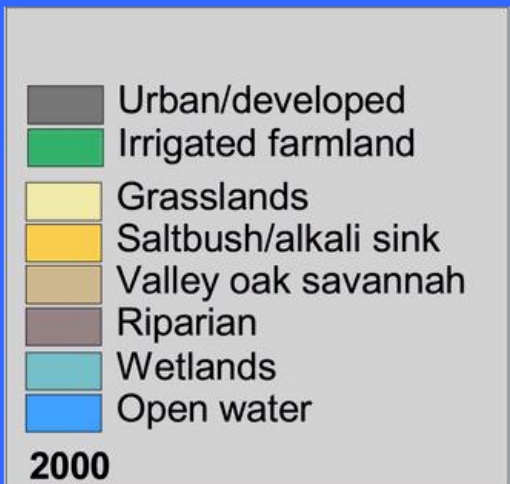 Urban/developed
Irrigated farmland
Grasslands
Saltbush/alkali sink
Valley oak savannah
Riparian
Wetlands
Open water
2000